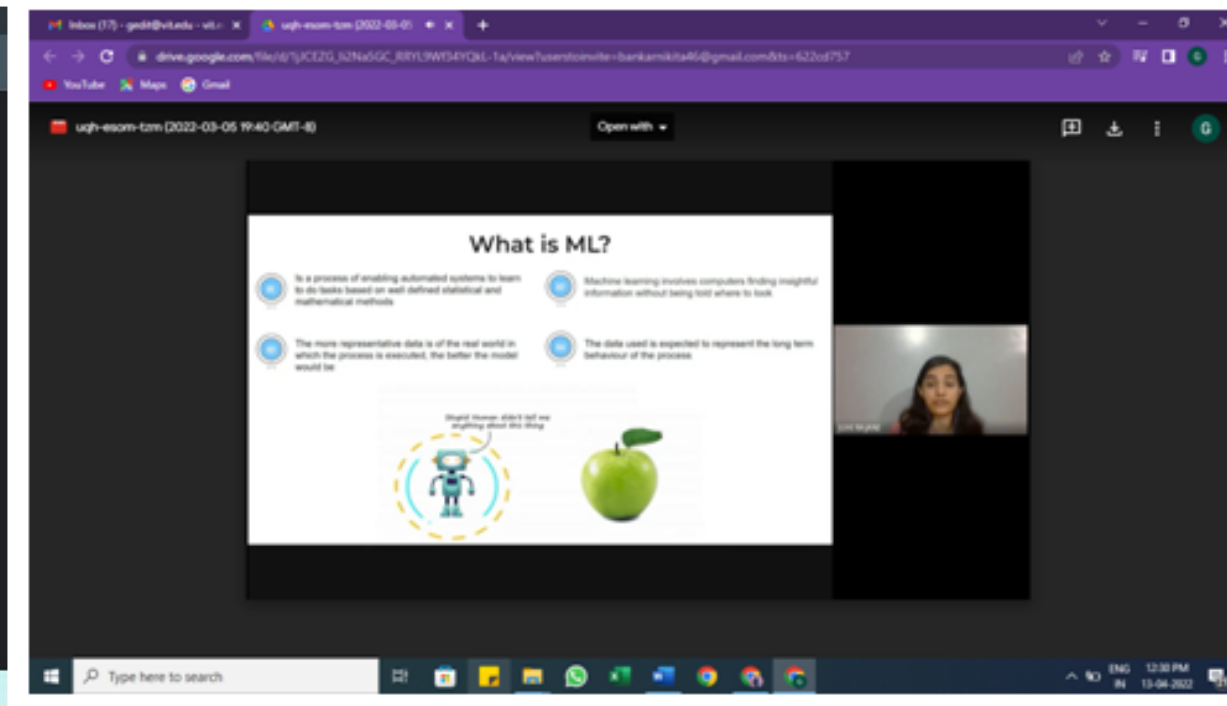 Inbox (17) - gedit@vit.edu - vit.c
uqh-esom-tzm (2022-03-05
drive.google.com
YouTube
Maps
Gmail
uqh-esom-tzm (2022-03-05 19:40 GMT-8)
Open with
G
What is ML?
Is a process of enabling automated systems to learn
to do tasks based on well defined statistical and
mathematical methods
Machine learning involves computers finding insightful
information without being told where to look
The more representative data is of the real world in
which the process is executed, the better the model
would be
The data used is expected to represent the long term
behaviour of the process
Stupid Human didn't tell me
anything about this thing
Type here to search
ENG
IN
12:30 PM
13-04-2022